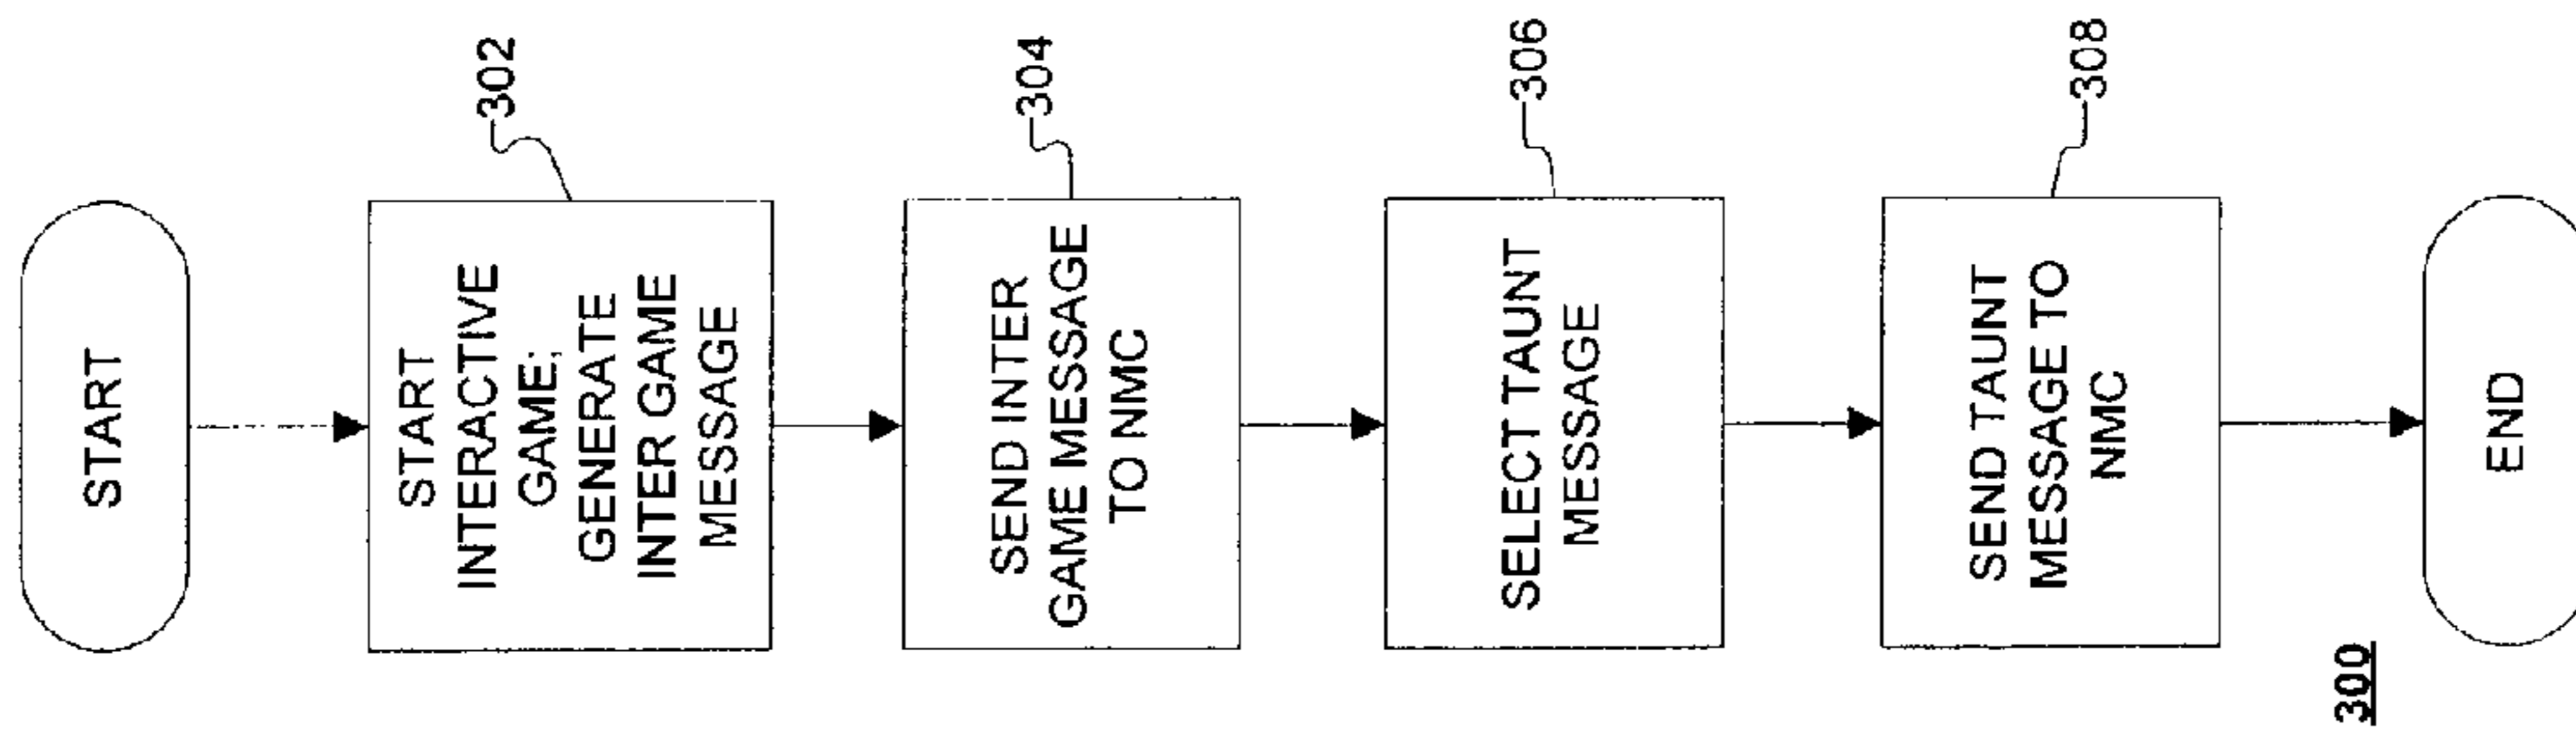 START
START
INTERACTIVE
GAME;
GENERATE
INTER GAME
MESSAGE
302
SEND INTER
GAME MESSAGE
TO NMC
304
SELECT TAUNT
MESSAGE
306
SEND TAUNT
MESSAGE TO
NMC
308
END
300